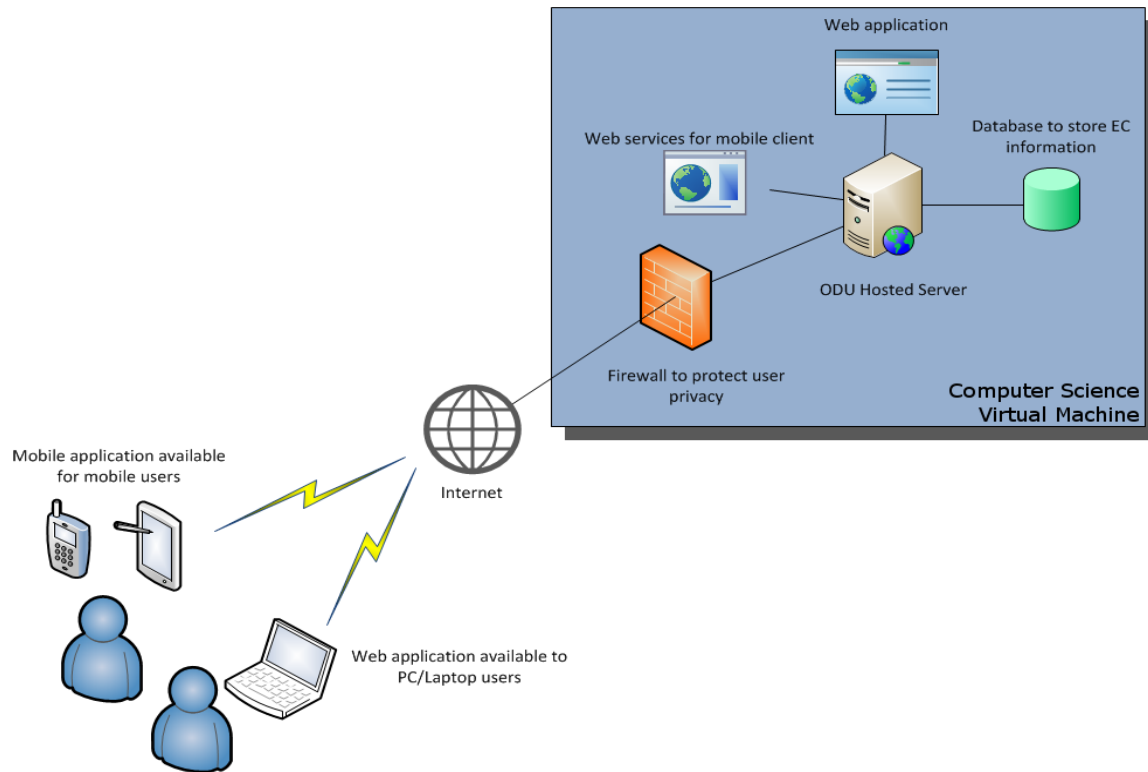 Web application
Web services for mobile client
Database to store EC
information
ODU Hosted Server
Firewall to protect user
privacy
Computer Science
Virtual Machine
Internet
Mobile application available
for mobile users
Web application available to
PC/Laptop users